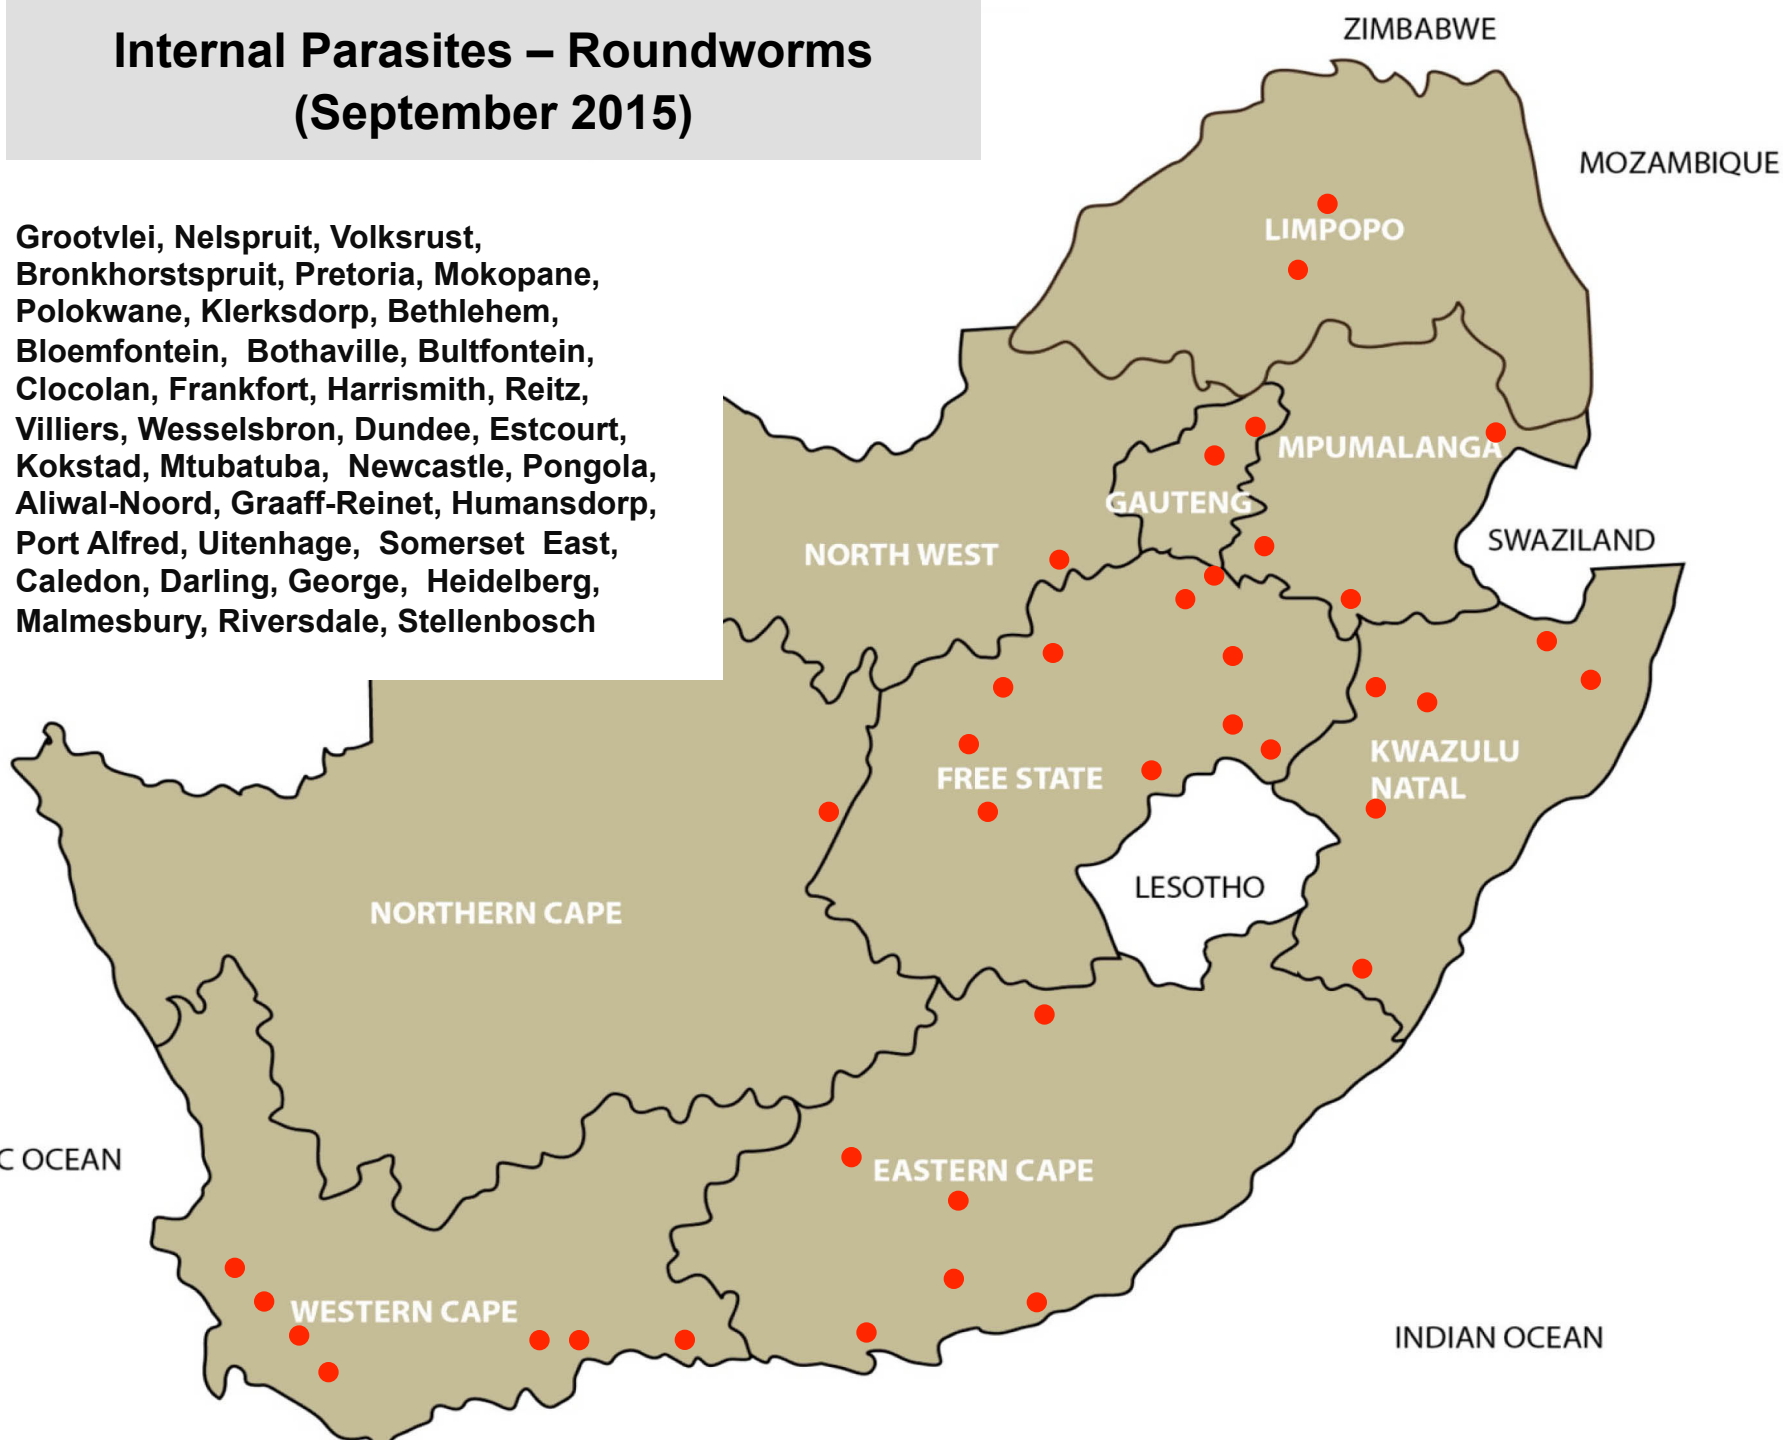 Internal Parasites – Roundworms
(September 2015)
Grootvlei, Nelspruit, Volksrust,
Bronkhorstspruit, Pretoria, Mokopane,
Polokwane, Klerksdorp, Bethlehem,
Bloemfontein, Bothaville, Bultfontein,
Clocolan, Frankfort, Harrismith, Reitz,
Villiers, Wesselsbron, Dundee, Estcourt,
Kokstad, Mtubatuba, Newcastle, Pongola,
Aliwal-Noord, Graaff-Reinet, Humansdorp,
Port Alfred, Uitenhage, Somerset East,
Caledon, Darling, George, Heidelberg,
Malmesbury, Riversdale, Stellenbosch
ZIMBABWE
MOZAMBIQUE
LIMPOPO
MPUMALANGA
GAUTENG
NORTH WEST
SWAZILAND
KWAZULU
NATAL
FREE STATE
LESOTHO
NORTHERN CAPE
C OCEAN
EASTERN CAPE
WESTERN CAPE
INDIAN OCEAN